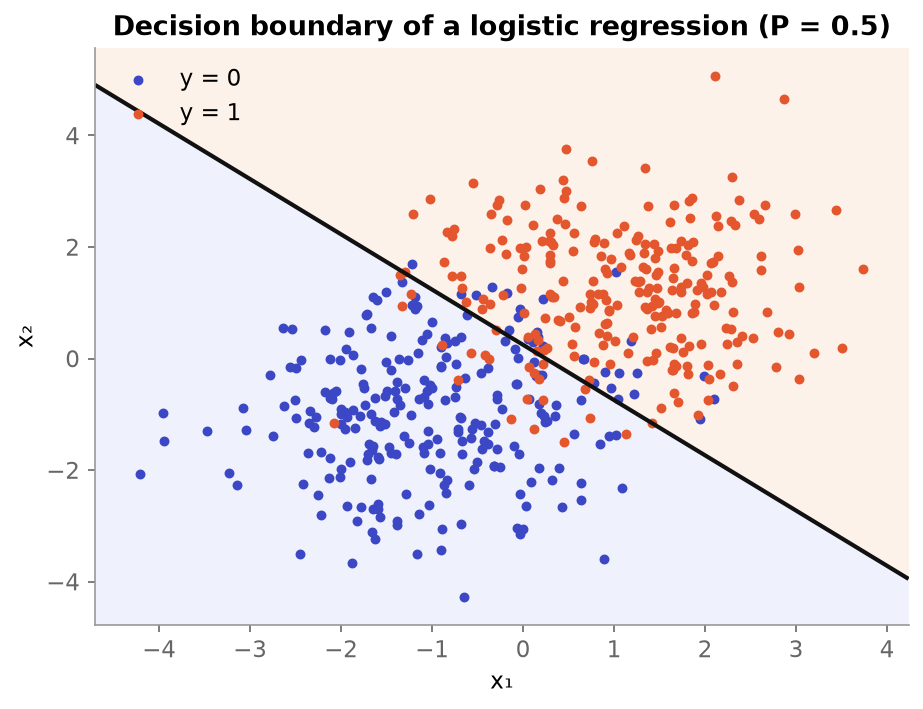 Decision boundary of a logistic regression (P = 0.5)
y = 0
y = 1
4
2
0
−2
−4
x₂
−4 −3 −2 −1 0 1 2 3 4
x₁